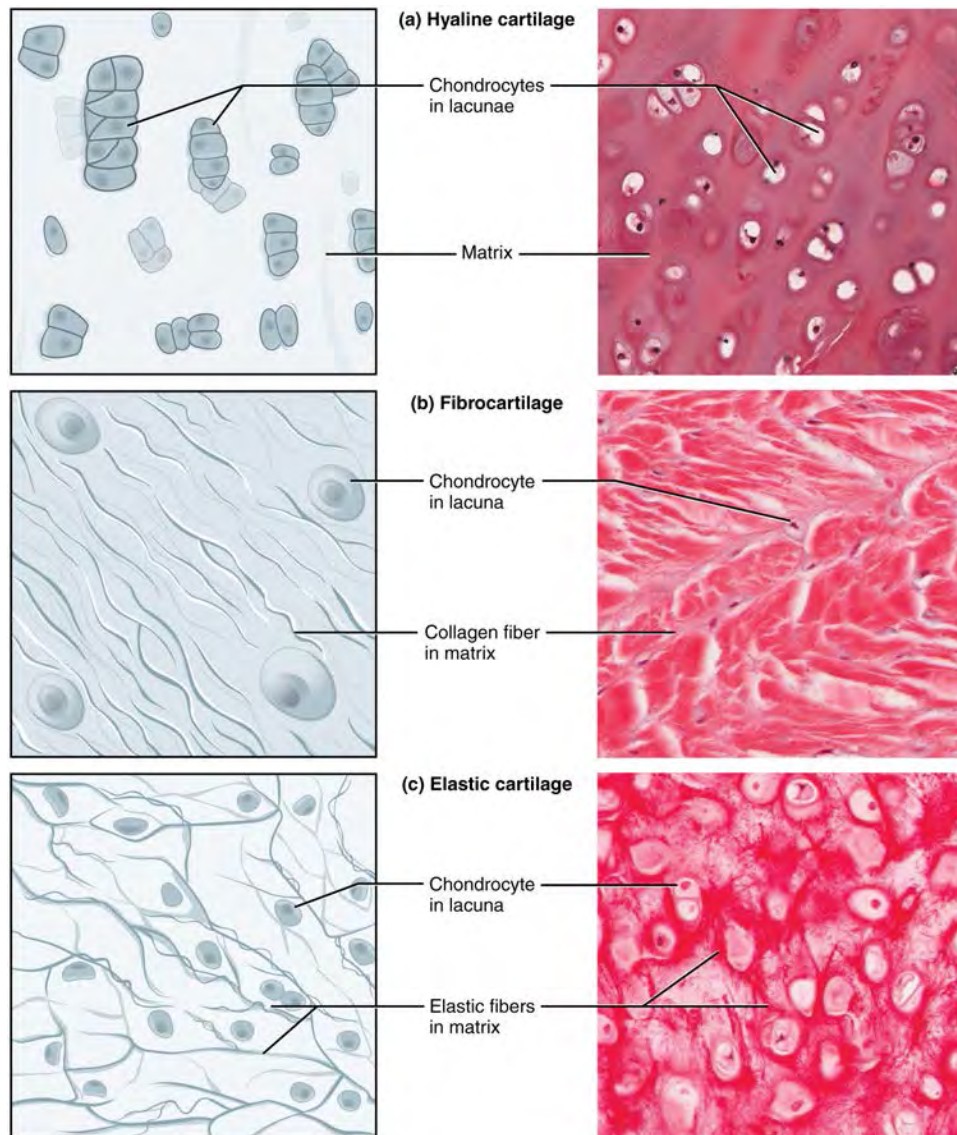 (a) Hyaline cartilage
Chondrocytes
in lacunae
Matrix
(b) Fibrocartilage
Chondrocyte
in lacuna
Collagen fiber
in matrix
(c) Elastic cartilage
Chondrocyte
in lacuna
Elastic fibers
in matrix